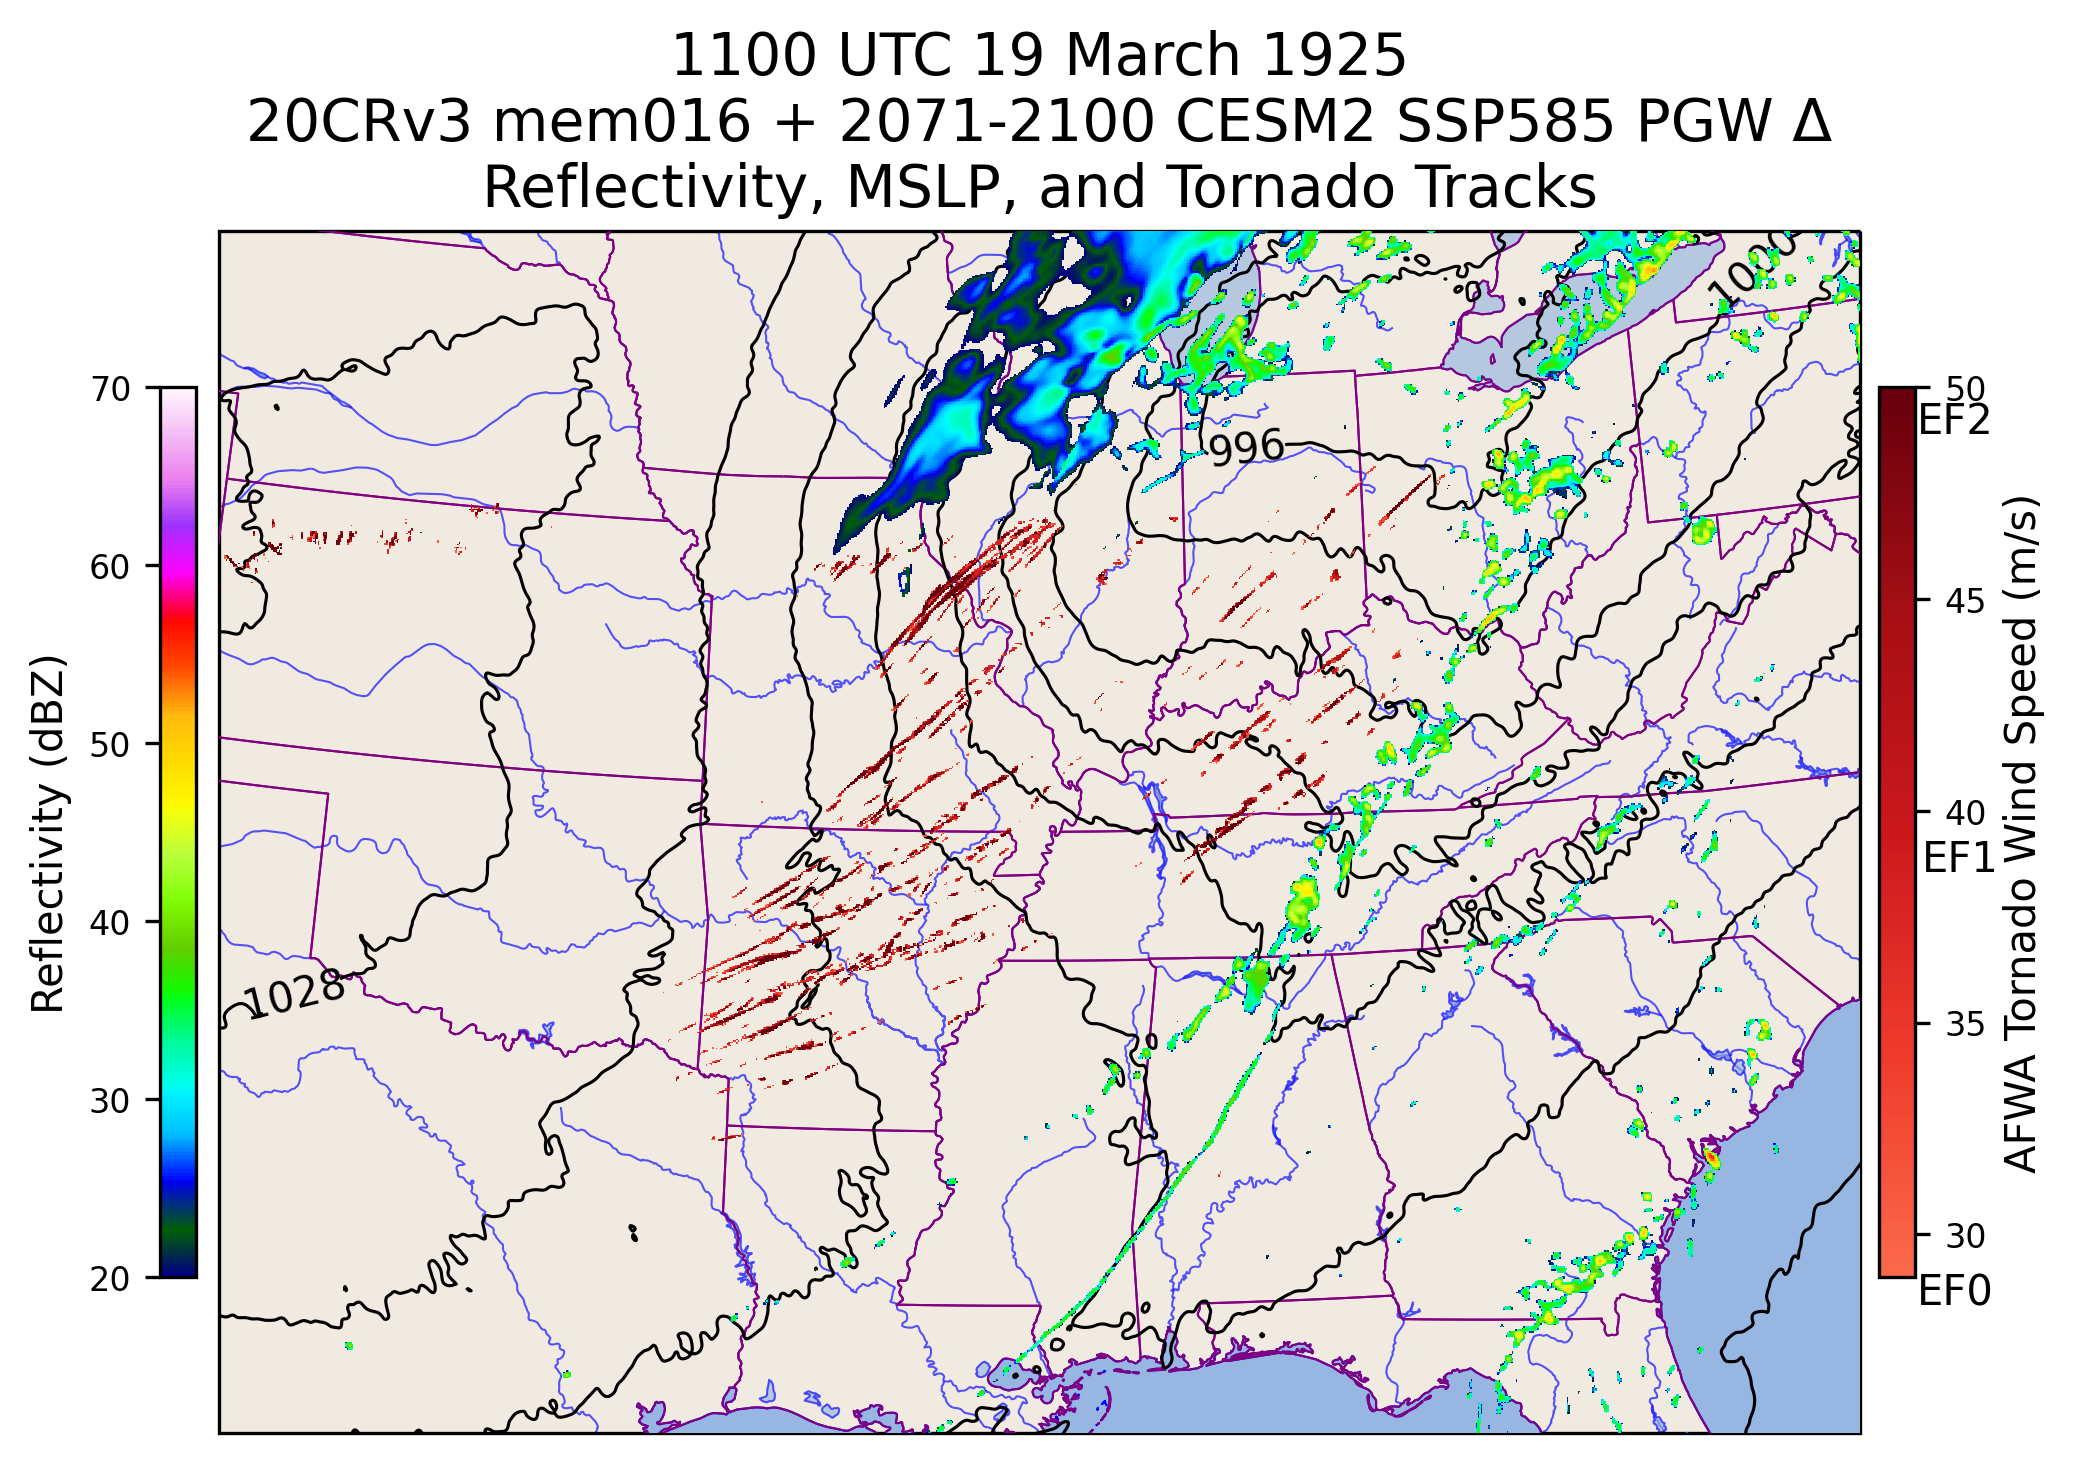 1100 UTC 19 March 1925
20CRv3 mem016 + 2071-2100 CESM2 SSP585 PGW Δ
Reflectivity, MSLP, and Tornado Tracks
1000
996
1028
70
60
50
40
30
20
Reflectivity (dBZ)
50
EF2
45
40
EF1
35
30
EF0
AFWA Tornado Wind Speed (m/s)